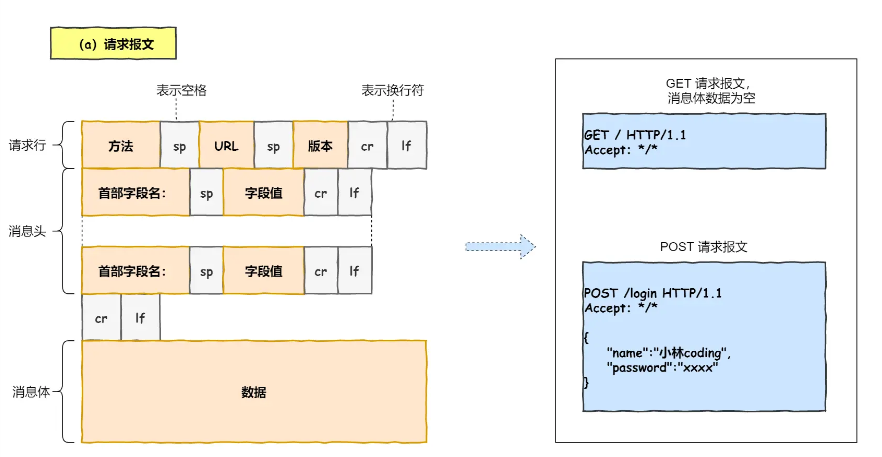 （a）请求报文
表示空格
表示换行符
请求行
方法
sp
URL
sp
版本
cr
lf
消息头
首部字段名：
sp
字段值
cr
lf
首部字段名：
sp
字段值
cr
lf
cr
lf
消息体
数据
GET 请求报文，
消息体数据为空
GET / HTTP/1.1
Accept: */*
POST 请求报文
POST /login HTTP/1.1
Accept: */*
{
"name":"小林coding",
"password":"xxxx"
}